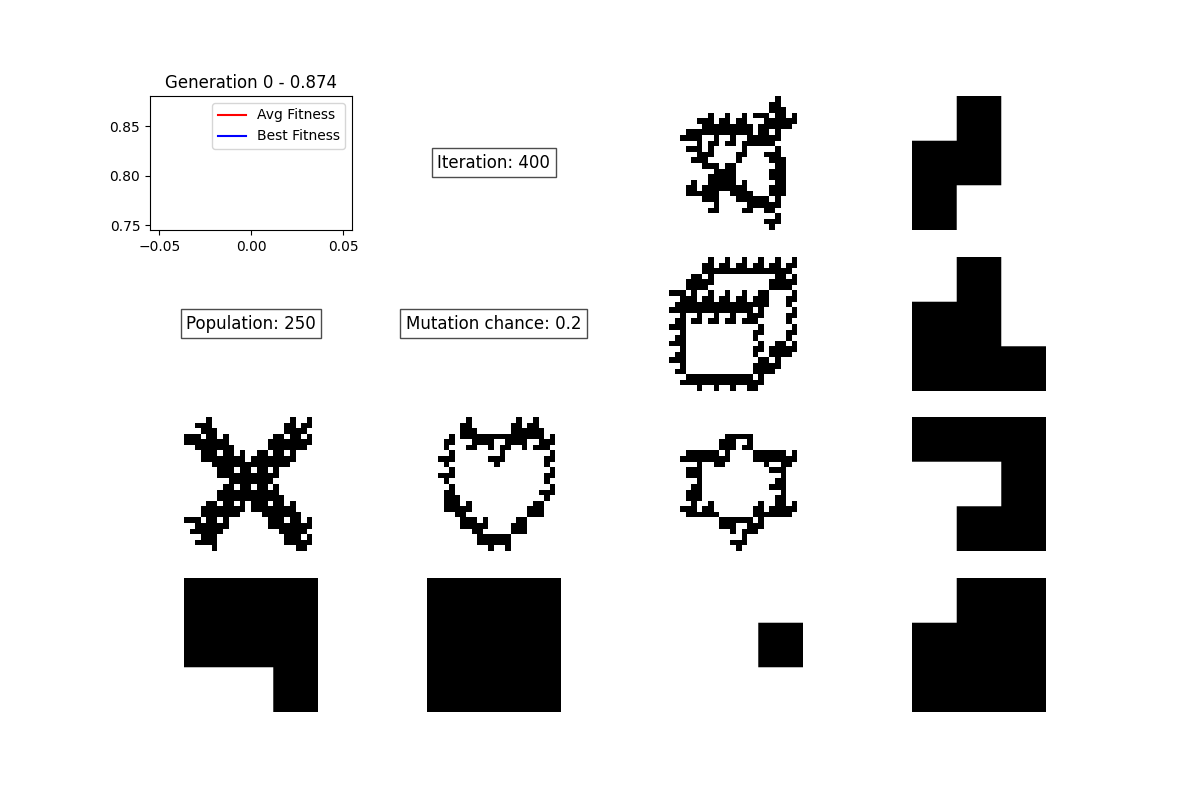 Generation 0 - 0.874
Avg Fitness
Best Fitness
0.85
0.80
0.75
−0.05 0.00 0.05
Iteration: 400
Population: 250
Mutation chance: 0.2